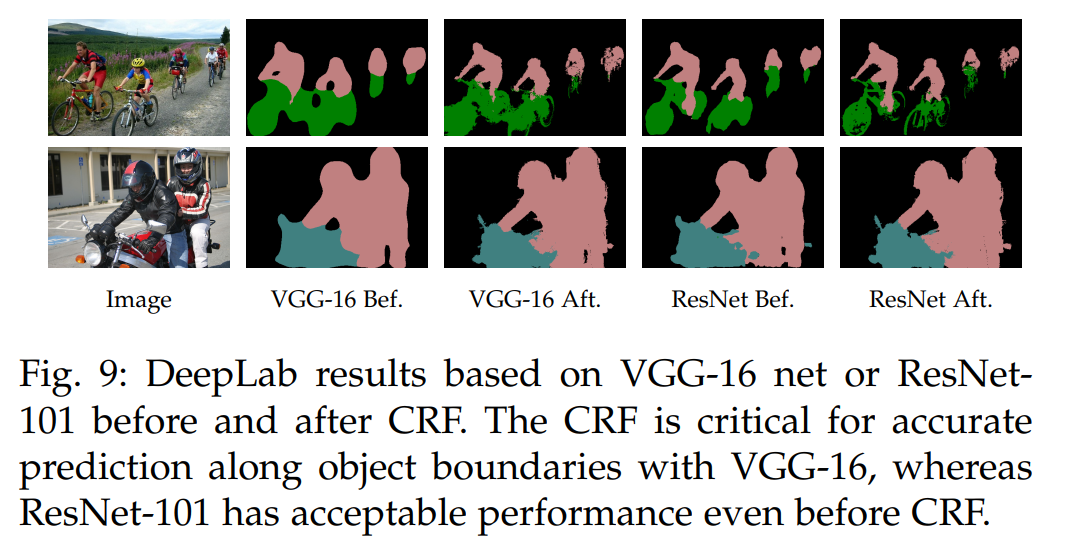 Image VGG-16 Bef. VGG-16 Aft. ResNet Bef. ResNet Aft.
Fig. 9: DeepLab results based on VGG-16 net or ResNet-
101 before and after CRF. The CRF is critical for accurate
prediction along object boundaries with VGG-16, whereas
ResNet-101 has acceptable performance even before CRF.